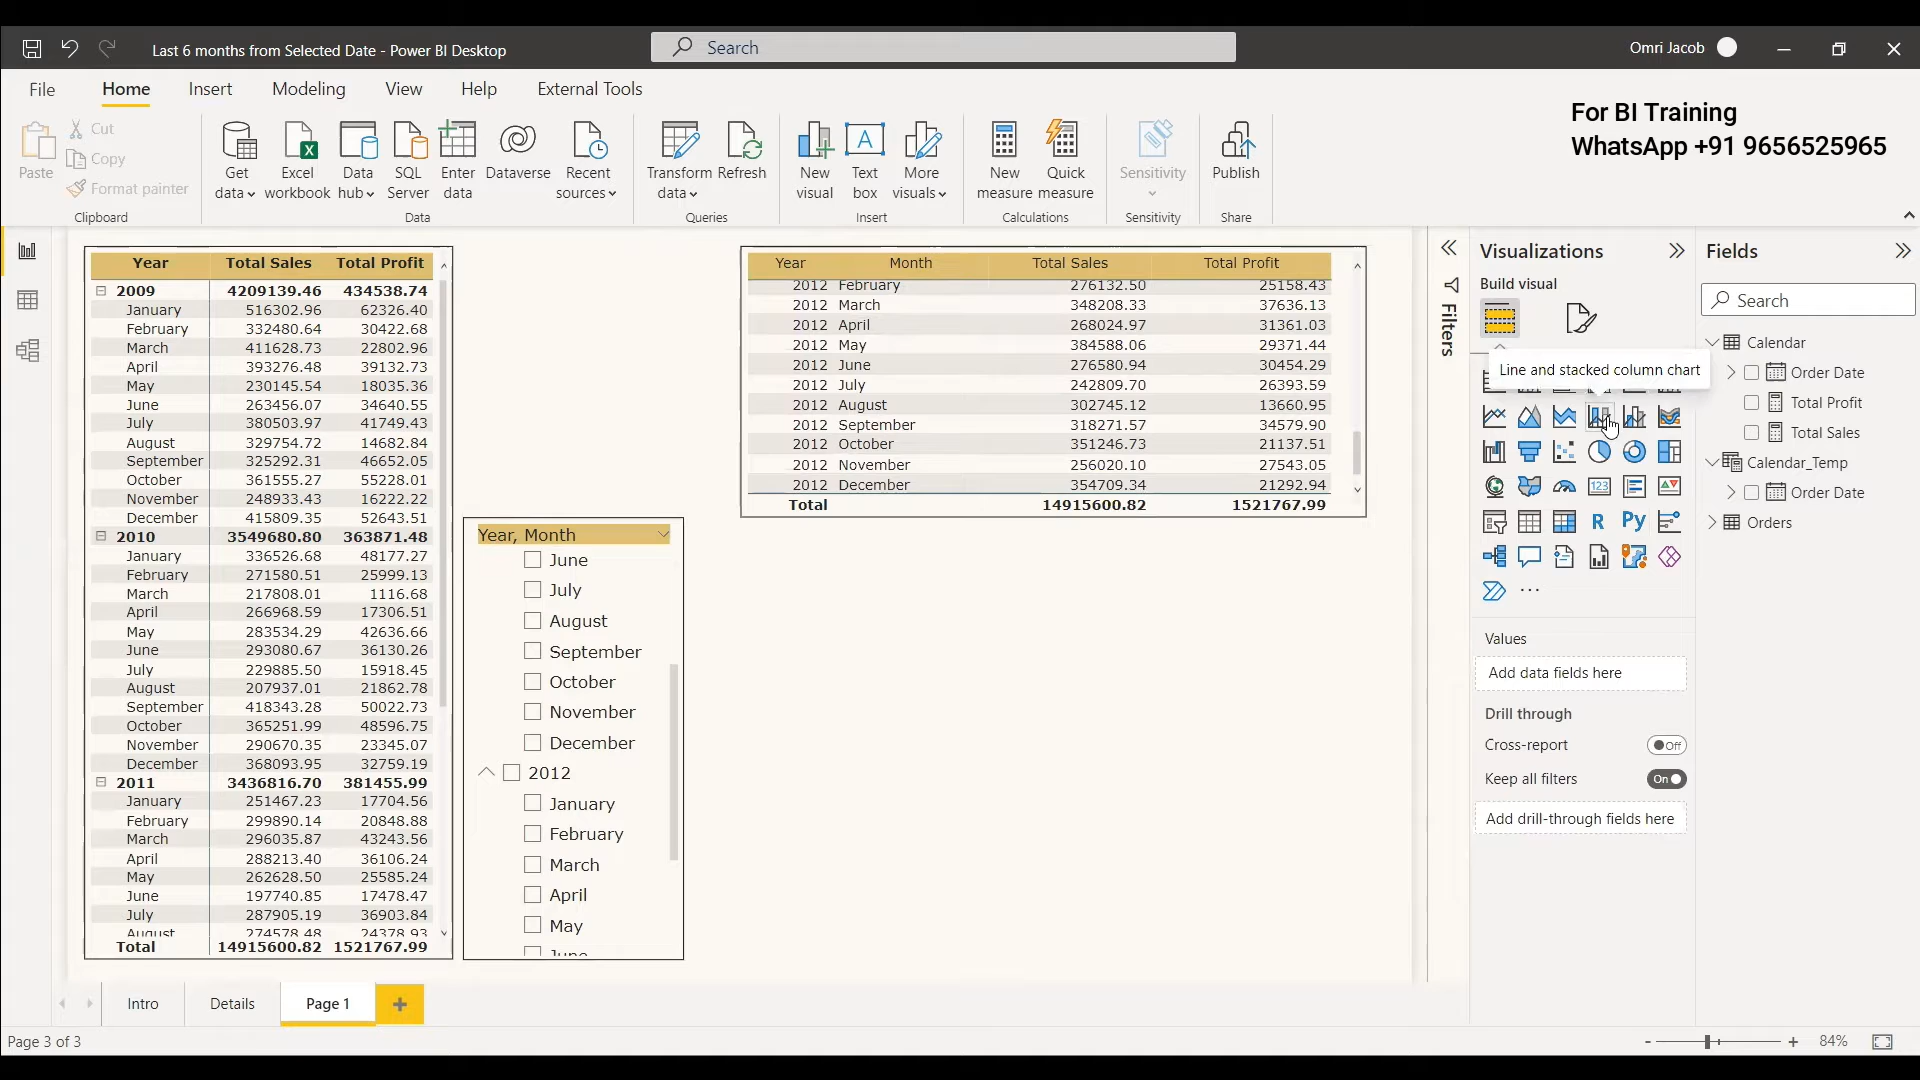 Last 6 months from Selected Date - Power BI Desktop
Search
Omri Jacob
File Home Insert Modeling View Help External Tools
For BI Training
WhatsApp +91 9656525965
Paste
Cut
Copy
Format painter
Clipboard
Get data
Excel workbook
Data hub
SQL Server
Enter data
Dataverse
Recent sources
Data
Transform data
Refresh
Queries
New visual
Text box
More visuals
Insert
New measure
Quick measure
Calculations
Sensitivity
Sensitivity
Publish
Share
Year Total Sales Total Profit
2009 4209139.46 434538.74
January 516302.96 62326.40
February 332480.64 30422.68
March 411628.73 22802.96
April 393276.48 39132.73
May 230145.54 18035.36
June 263456.07 34640.55
July 380503.97 41749.43
August 329754.72 14682.84
September 325292.31 46652.05
October 361555.27 55228.01
November 248933.43 16222.22
December 415809.35 52643.51
2010 3549680.80 363871.48
January 336526.68 48177.27
February 271580.51 25999.13
March 217808.01 1116.68
April 266968.59 17306.51
May 283534.29 42636.66
June 293080.67 36130.26
July 229885.50 15918.45
August 207937.01 21862.78
September 418343.28 50022.73
October 365251.99 48596.75
November 290670.35 23345.07
December 368093.95 32759.19
2011 3436816.70 381455.99
January 251467.23 17704.56
February 299890.14 20848.88
March 296035.87 43243.56
April 288213.40 36106.24
May 262628.50 25585.24
June 197740.85 17478.47
July 287905.19 36903.84
August 274578.48 24378.93
Total 14915600.82 1521767.99
Year, Month
June
July
August
September
October
November
December
2012
January
February
March
April
May
June
Year Month Total Sales Total Profit
2012 February 276132.50 25158.43
2012 March 348208.33 37636.13
2012 April 268024.97 31361.03
2012 May 384588.06 29371.44
2012 June 276580.94 30454.29
2012 July 242809.70 26393.59
2012 August 302745.12 13660.95
2012 September 318271.57 34579.90
2012 October 351246.73 21137.51
2012 November 256020.10 27543.05
2012 December 354709.34 21292.94
Total 14915600.82 1521767.99
Filters
Visualizations
Build visual
Line and stacked column chart
123
R
Py
Values
Add data fields here
Drill through
Cross-report
Off
Keep all filters
On
Add drill-through fields here
Fields
Search
Calendar
Order Date
Total Profit
Total Sales
Calendar_Temp
Order Date
Orders
Intro
Details
Page 1
Page 3 of 3
84%